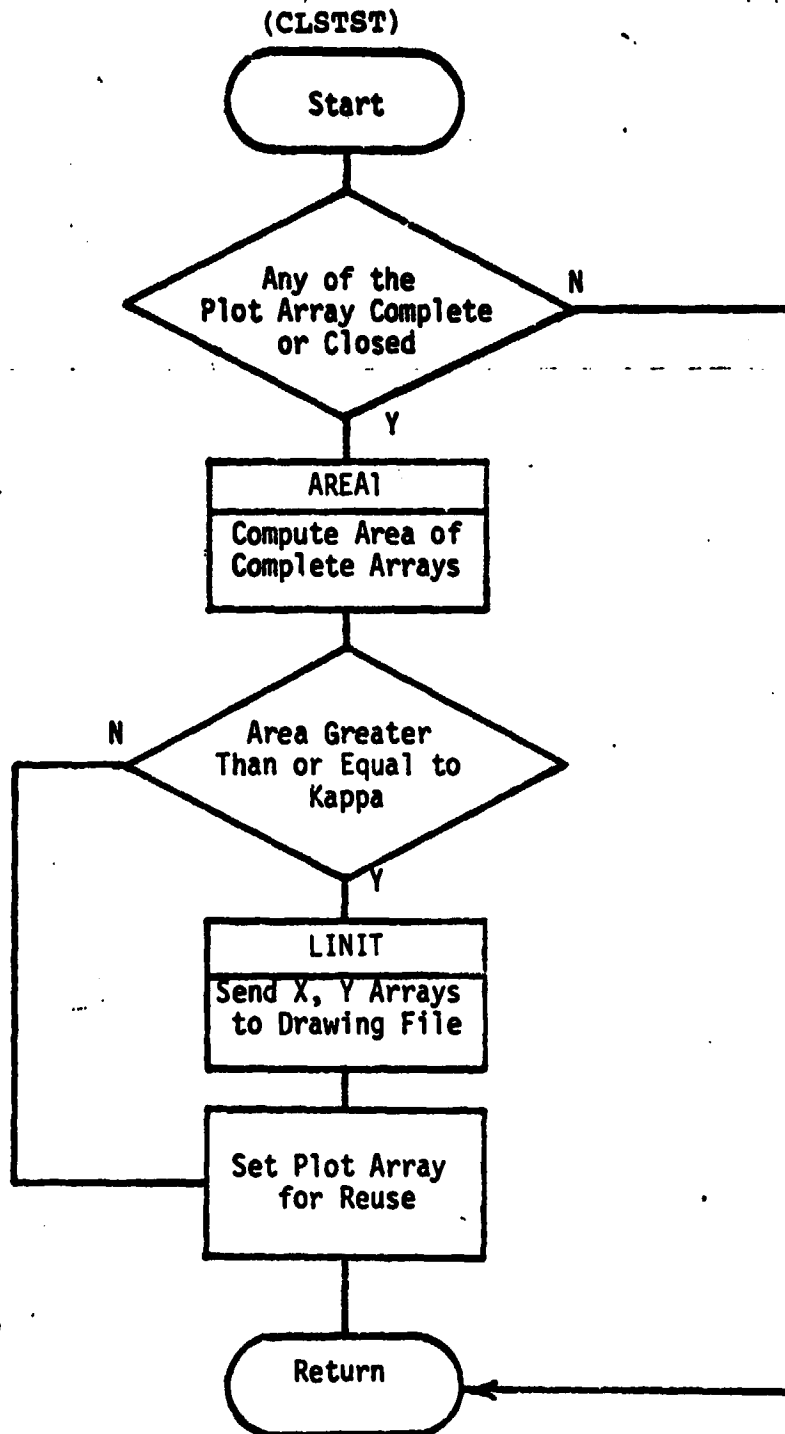 (CLSTST)
Start
Any of the
Plot Array Complete
or Closed
N
Y
AREA1
Compute Area of
Complete Arrays
N
Area Greater
Than or Equal to
Kappa
Y
LINIT
Send X, Y Arrays
to Drawing File
Set Plot Array
for Reuse
Return